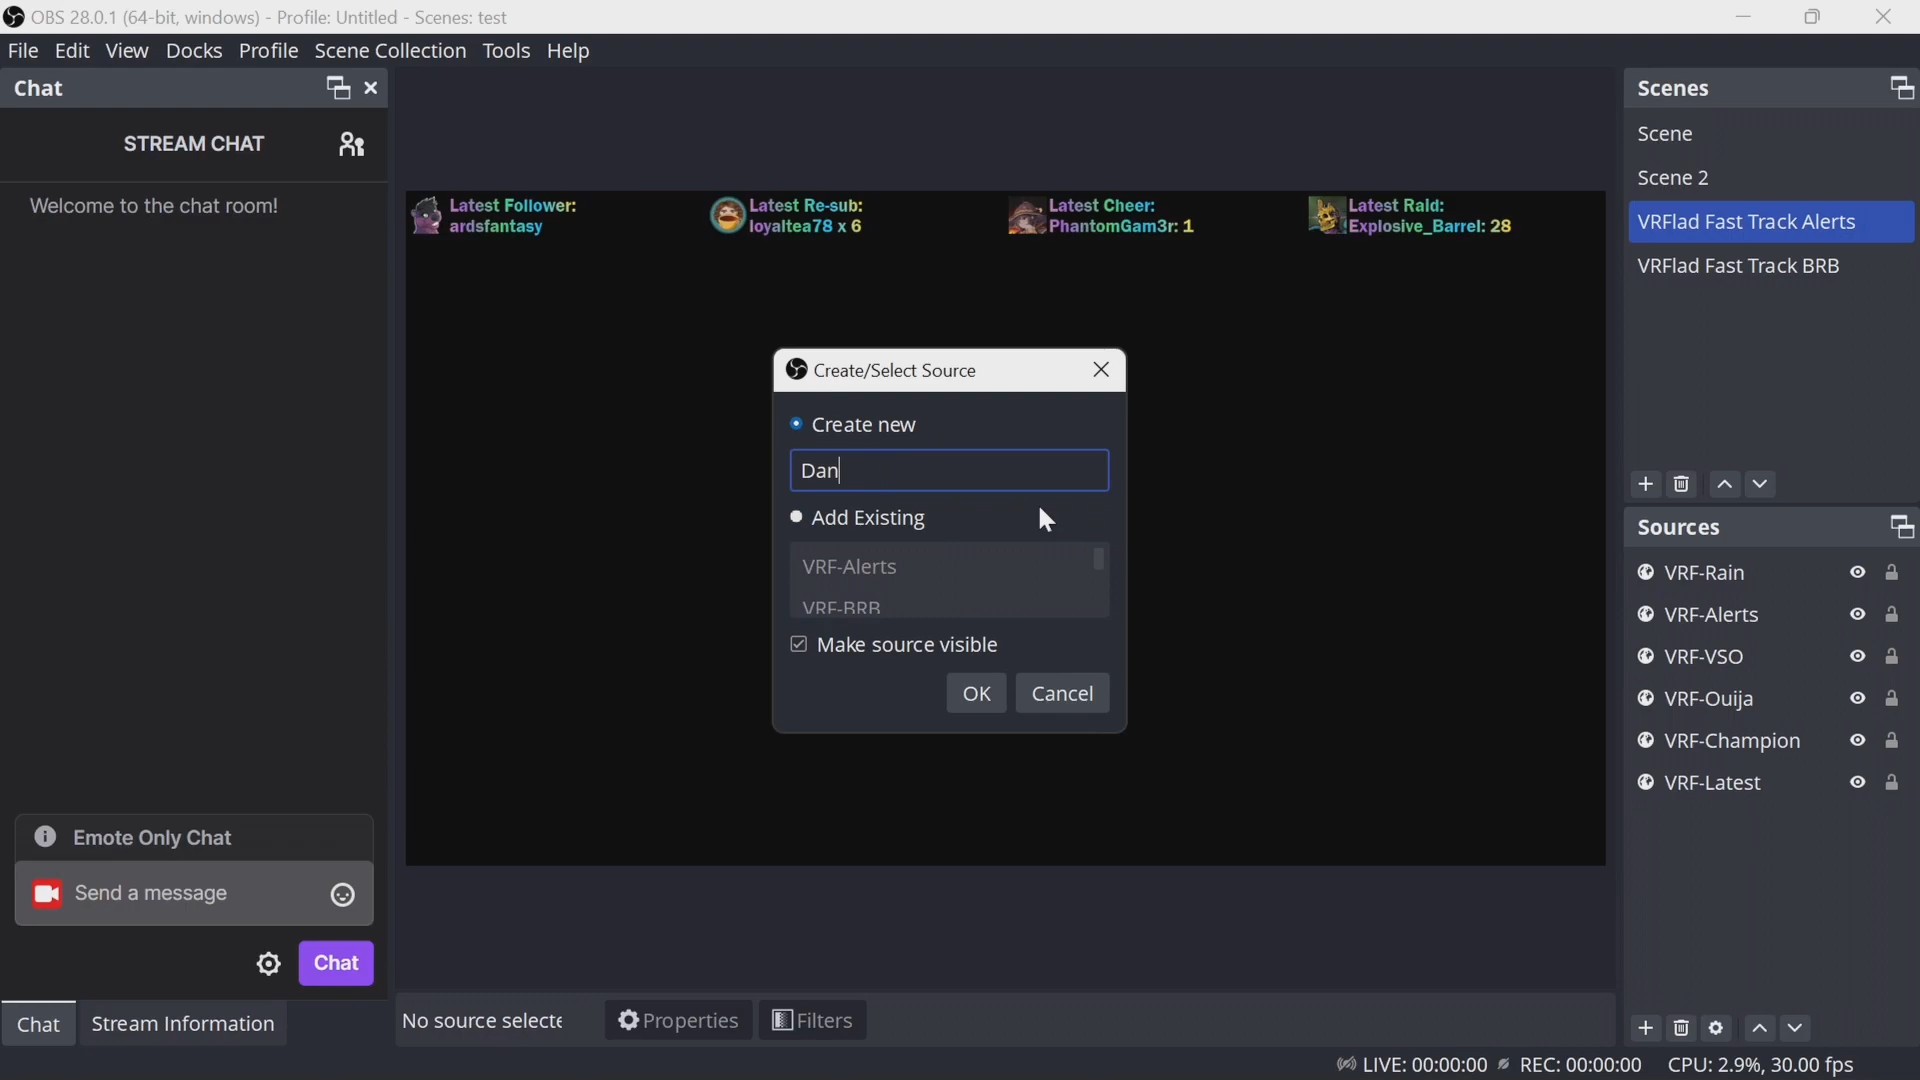 OBS 28.0.1 (64-bit, windows) - Profile: Untitled - Scenes: test
File Edit View Docks Profile Scene Collection Tools Help
Chat
STREAM CHAT
Welcome to the chat room!
Emote Only Chat
Send a message
Chat
Chat Stream Information
Latest Follower:
ardsfantasy
Latest Re-sub:
loyaltea78 x 6
Latest Cheer:
PhantomGam3r: 1
Latest Raid:
Explosive_Barrel: 28
Create/Select Source
Create new
Dan
Add Existing
VRF-Alerts
VRF-BRB
Make source visible
OK Cancel
No source selecte
Properties Filters
Scenes
Scene
Scene 2
VRFlad Fast Track Alerts
VRFlad Fast Track BRB
Sources
VRF-Rain
VRF-Alerts
VRF-VSO
VRF-Ouija
VRF-Champion
VRF-Latest
LIVE: 00:00:00 REC: 00:00:00 CPU: 2.9%, 30.00 fps